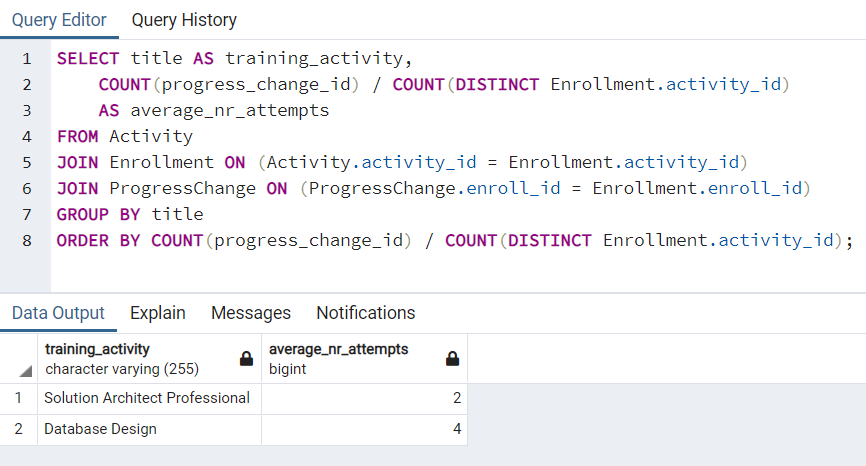 Query Editor Query History
1 SELECT title AS training_activity,
2 COUNT(progress_change_id) / COUNT(DISTINCT Enrollment.activity_id)
3 AS average_nr_attempts
4 FROM Activity
5 JOIN Enrollment ON (Activity.activity_id = Enrollment.activity_id)
6 JOIN ProgressChange ON (ProgressChange.enroll_id = Enrollment.enroll_id)
7 GROUP BY title
8 ORDER BY COUNT(progress_change_id) / COUNT(DISTINCT Enrollment.activity_id);
Data Output Explain Messages Notifications
training_activity average_nr_attempts
character varying (255) bigint
1 Solution Architect Professional 2
2 Database Design 4